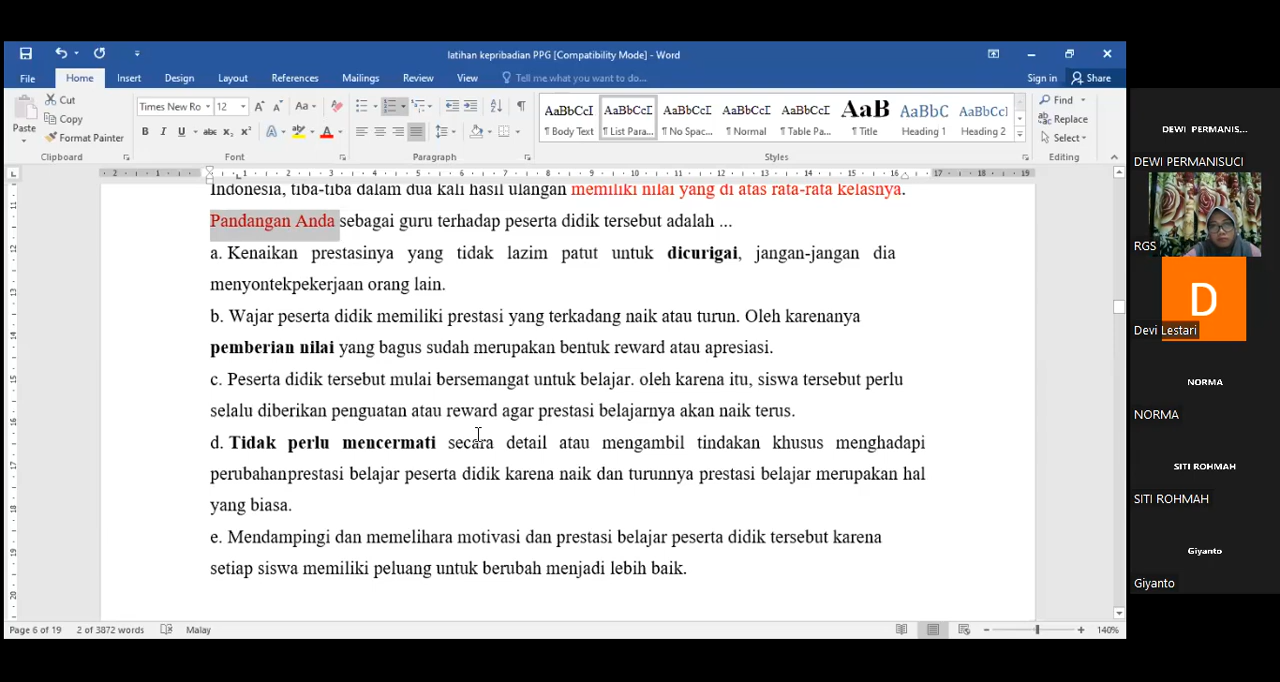 latihan kepribadian PPG [Compatibility Mode] - Word
File Home Insert Design Layout References Mailings Review View Tell me what you want to do... Sign in Share
Paste Cut Copy Format Painter
Times New Ro 12 Aa
B I U abc X₂ X² A A
AaBbCcI AaBbCcI AaBbCcI AaBbCcI AaBbCcI AaB AaBbC AaBbCcI
¶ Body Text ¶ List Para... ¶ No Spac... ¶ Normal ¶ Table Pa... ¶ Title Heading 1 Heading 2
Find Replace Select
Clipboard Font Paragraph Styles Editing
Indonesia, tiba-tiba dalam dua kali hasil ulangan memiliki nilai yang di atas rata-rata kelasnya.
Pandangan Anda sebagai guru terhadap peserta didik tersebut adalah ...
a. Kenaikan prestasinya yang tidak lazim patut untuk dicurigai, jangan-jangan dia
menyontekpekerjaan orang lain.
b. Wajar peserta didik memiliki prestasi yang terkadang naik atau turun. Oleh karenanya
pemberian nilai yang bagus sudah merupakan bentuk reward atau apresiasi.
c. Peserta didik tersebut mulai bersemangat untuk belajar. oleh karena itu, siswa tersebut perlu
selalu diberikan penguatan atau reward agar prestasi belajarnya akan naik terus.
d. Tidak perlu mencermati secara detail atau mengambil tindakan khusus menghadapi
perubahanprestasi belajar peserta didik karena naik dan turunnya prestasi belajar merupakan hal
yang biasa.
e. Mendampingi dan memelihara motivasi dan prestasi belajar peserta didik tersebut karena
setiap siswa memiliki peluang untuk berubah menjadi lebih baik.
Page 6 of 19 2 of 3872 words Malay 140%
DEWI PERMANIS...
DEWI PERMANISUCI
RGS
D
Devi Lestari
NORMA
NORMA
SITI ROHMAH
SITI ROHMAH
Giyanto
Giyanto